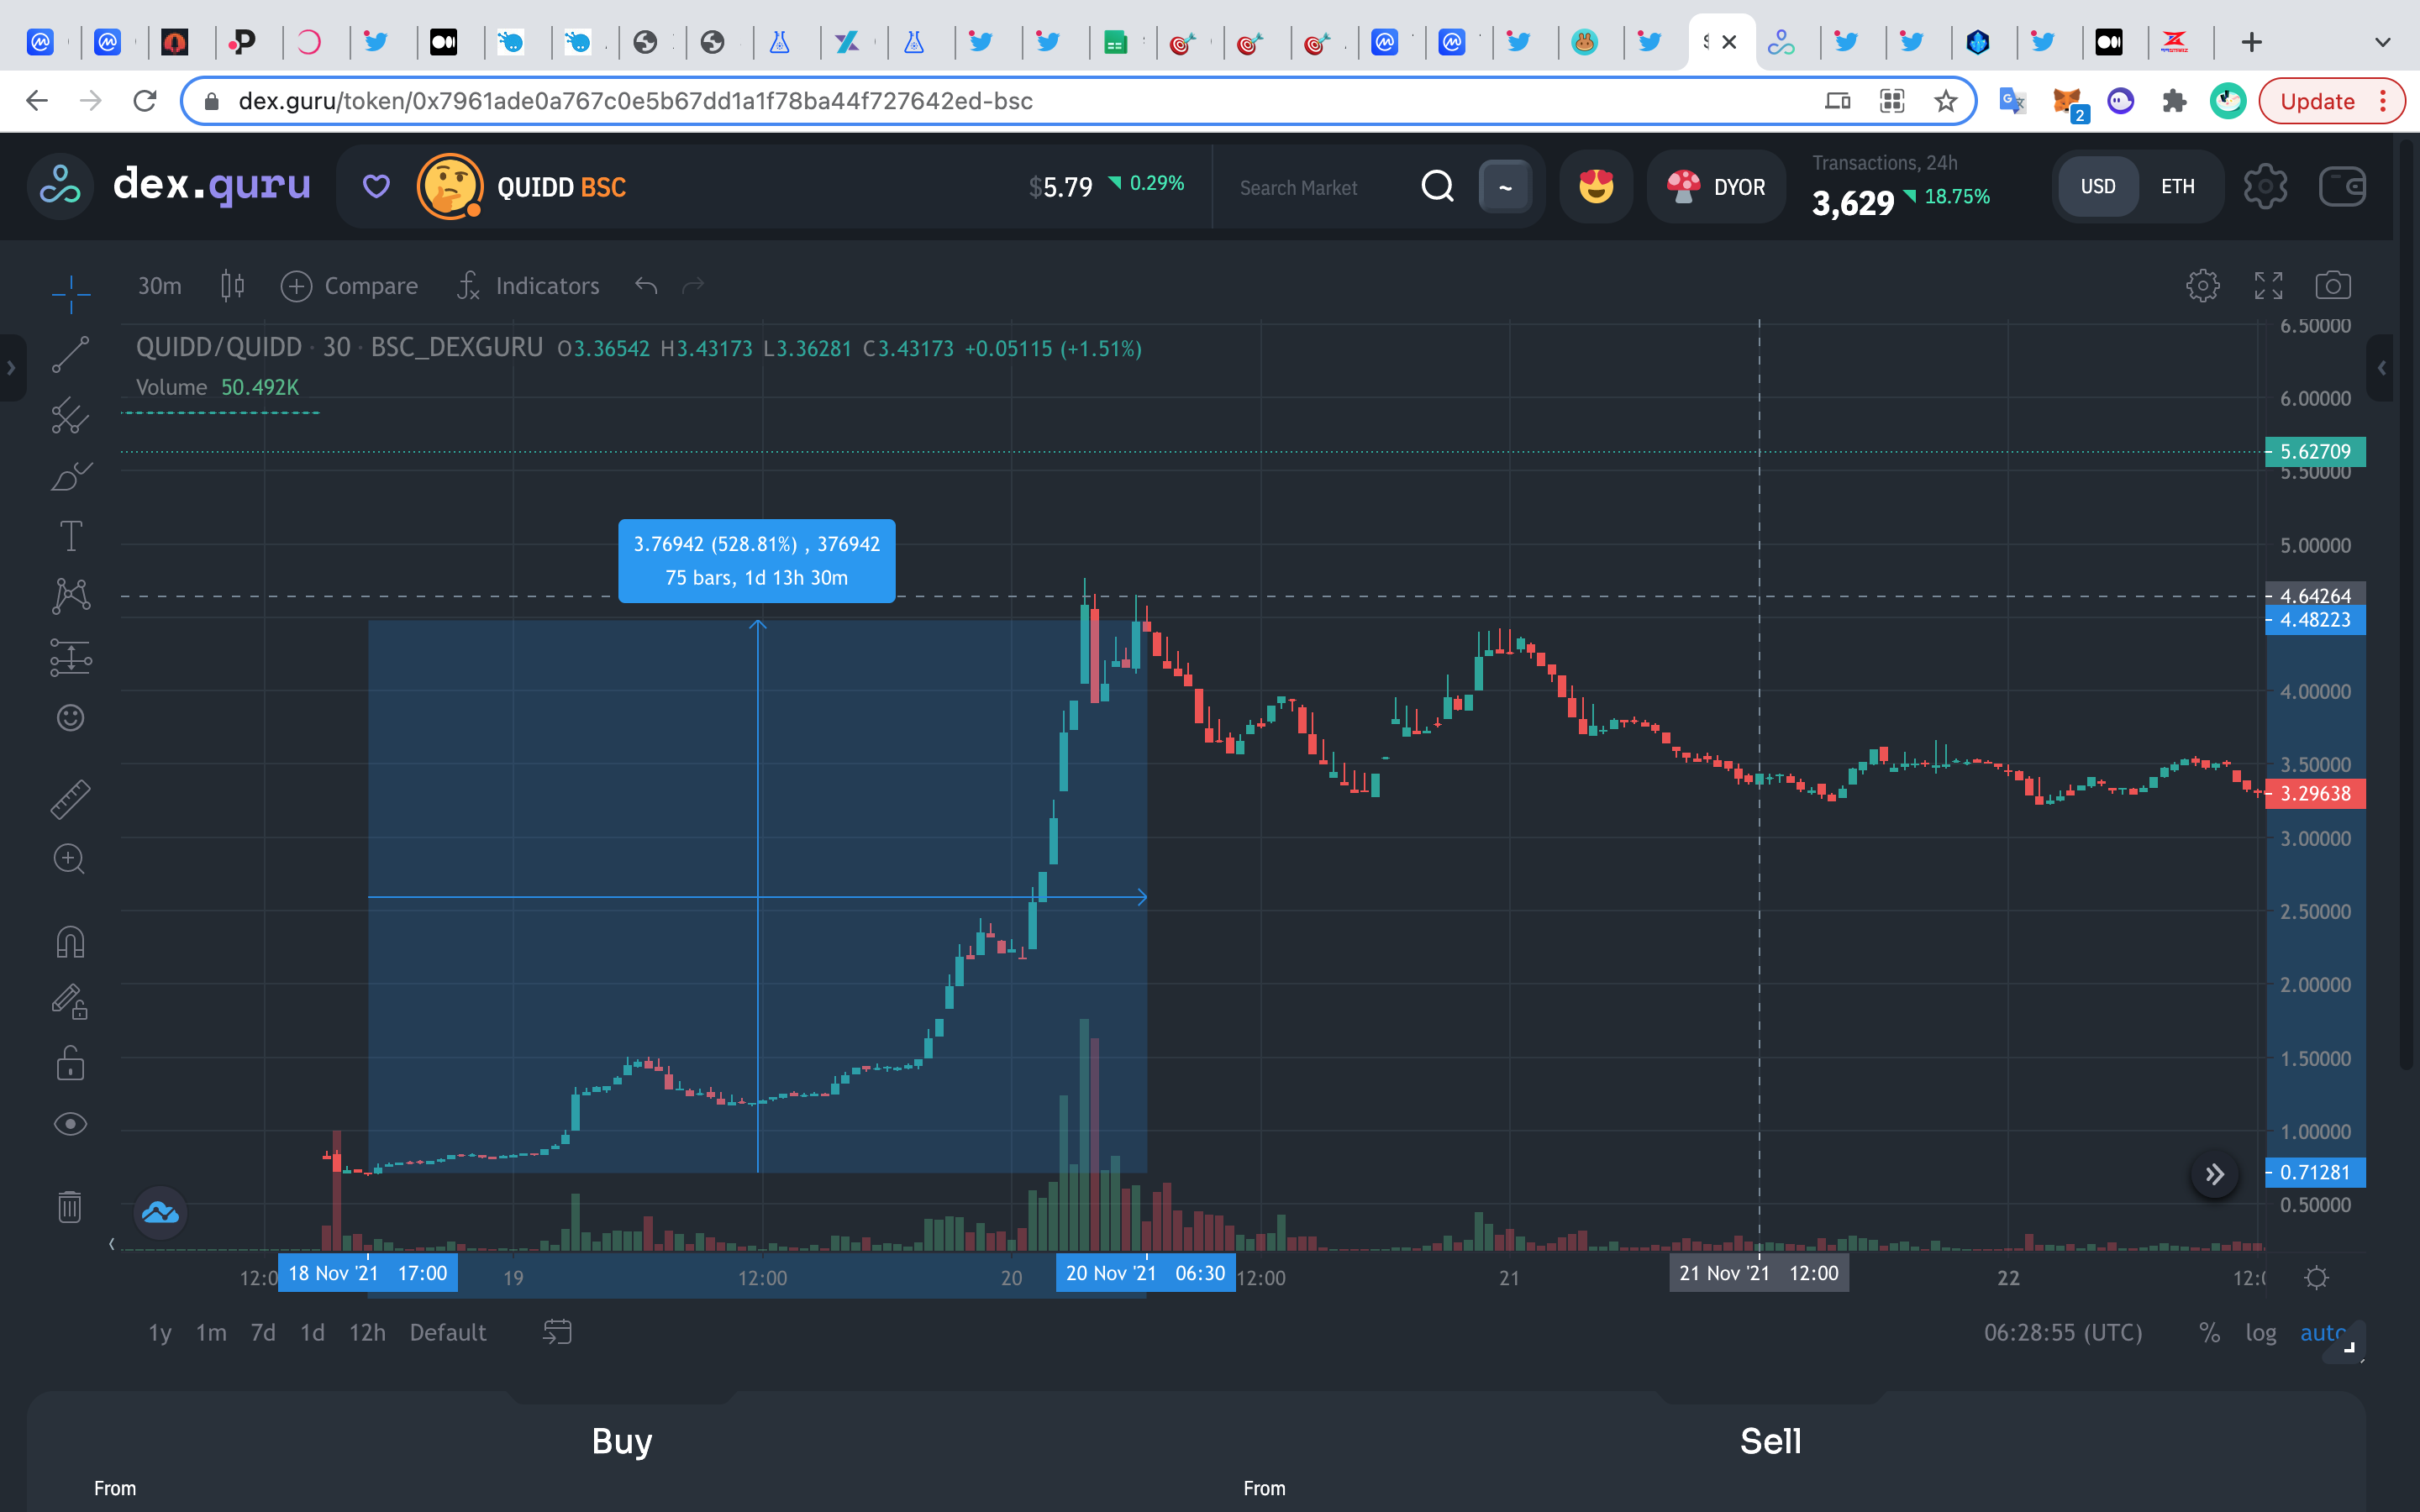 dex.guru/token/0x7961ade0a767c0e5b67dd1a1f78ba44f727642ed-bsc
2
Update
dex.guru
QUIDD BSC
$5.79 0.29%
Search Market
~
DYOR
Transactions, 24h
3,629 18.75%
USD
ETH
30m
Compare
Indicators
QUIDD/QUIDD · 30 · BSC_DEXGURU O3.36542 H3.43173 L3.36281 C3.43173 +0.05115 (+1.51%)
Volume 50.492K
6.50000
6.00000
5.62709
5.50000
3.76942 (528.81%) , 376942
75 bars, 1d 13h 30m
5.00000
4.64264
4.48223
4.00000
3.50000
3.29638
3.00000
2.50000
2.00000
1.50000
1.00000
0.71281
0.50000
18 Nov '21 17:00
19
12:00
20
20 Nov '21 06:30
12:00
21
21 Nov '21 12:00
22
1y 1m 7d 1d 12h Default
06:28:55 (UTC)
% log auto
Buy
Sell
From
From